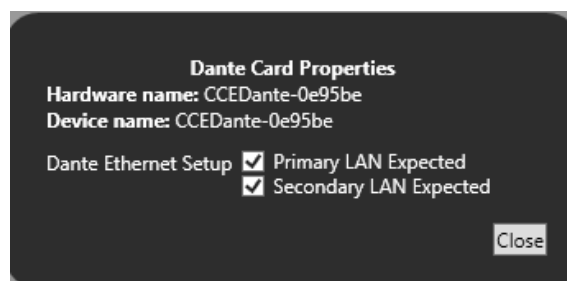 Dante Card Properties
Hardware name: CCEDante-0e95be
Device name: CCEDante-0e95be
Dante Ethernet Setup Primary LAN Expected
Secondary LAN Expected
Close